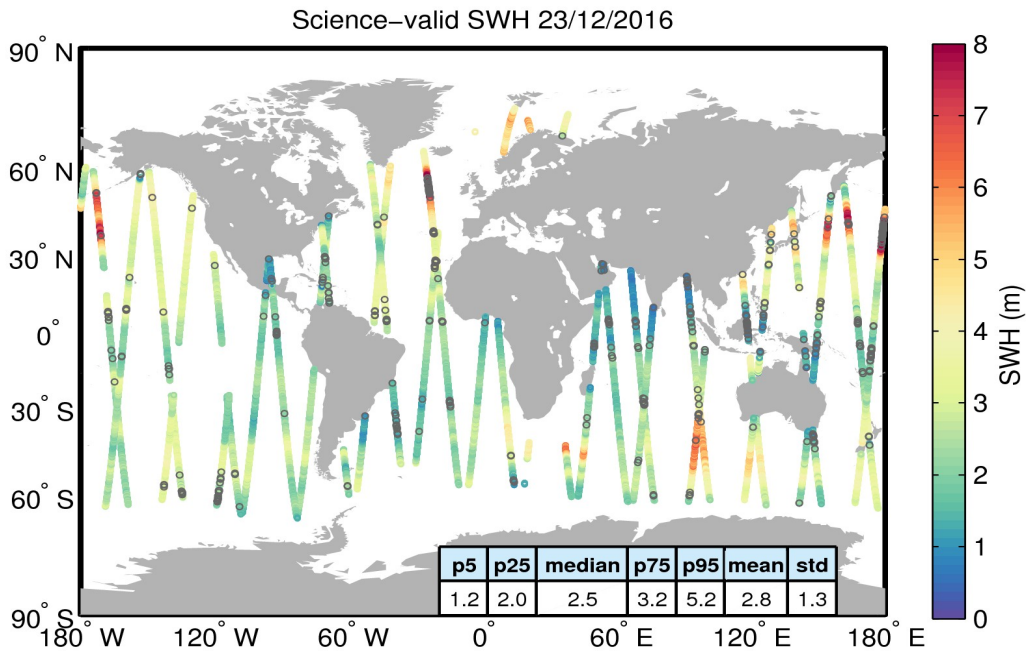 Science−valid SWH 23/12/2016
90° N
60° N
30° N
0°
30° S
60° S
90° S
180° W
120° W
60° W
0°
60° E
120° E
180° E
8
7
6
5
4
3
2
1
0
SWH (m)
p5 p25 median p75 p95 mean std
1.2 2.0 2.5 3.2 5.2 2.8 1.3